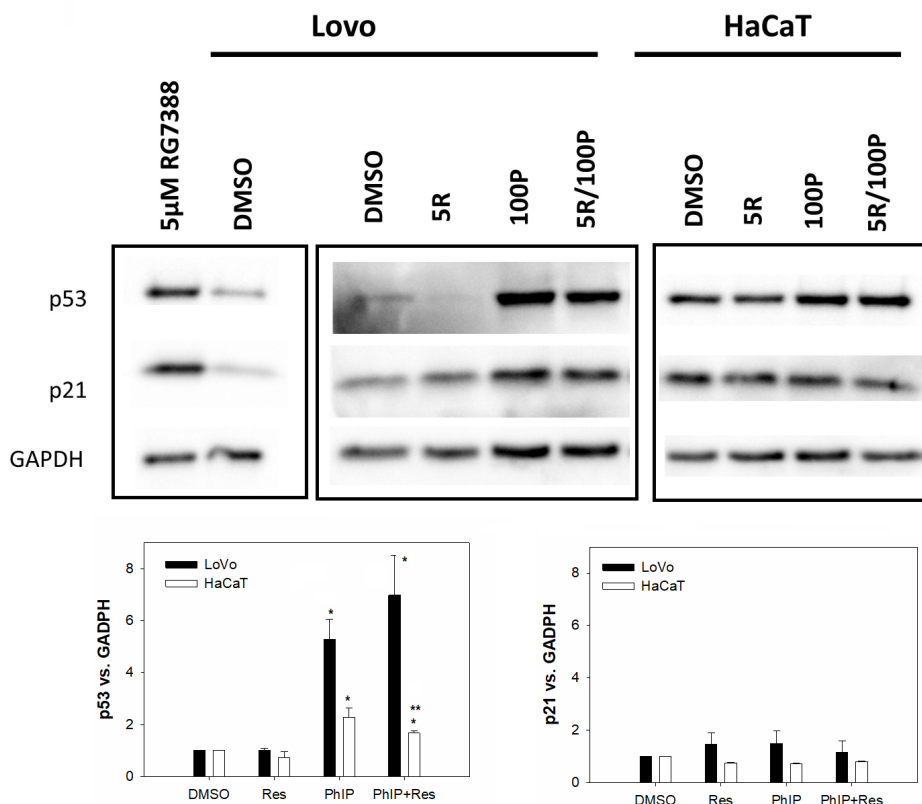 Lovo
HaCaT
5µM RG7388
DMSO
DMSO
5R
100P
5R/100P
DMSO
5R
100P
5R/100P
p53
p21
GAPDH
p53 vs. GADPH
8
6
4
2
0
LoVo
HaCaT
*
*
*
**
*
DMSO
Res
PhIP
PhIP+Res
p21 vs. GADPH
8
6
4
2
0
LoVo
HaCaT
DMSO
Res
PhIP
PhIP+Res